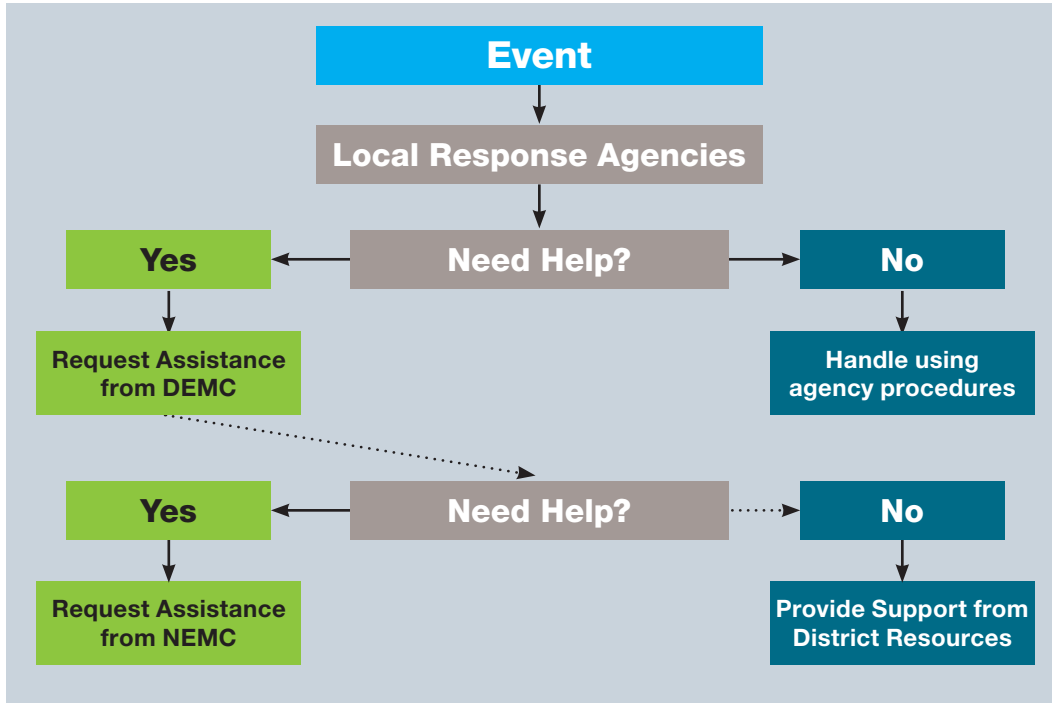 Event
Local Response Agencies
Yes
Need Help?
No
Request Assistance
from DEMC
Handle using
agency procedures
Yes
Need Help?
No
Request Assistance
from NEMC
Provide Support from
District Resources